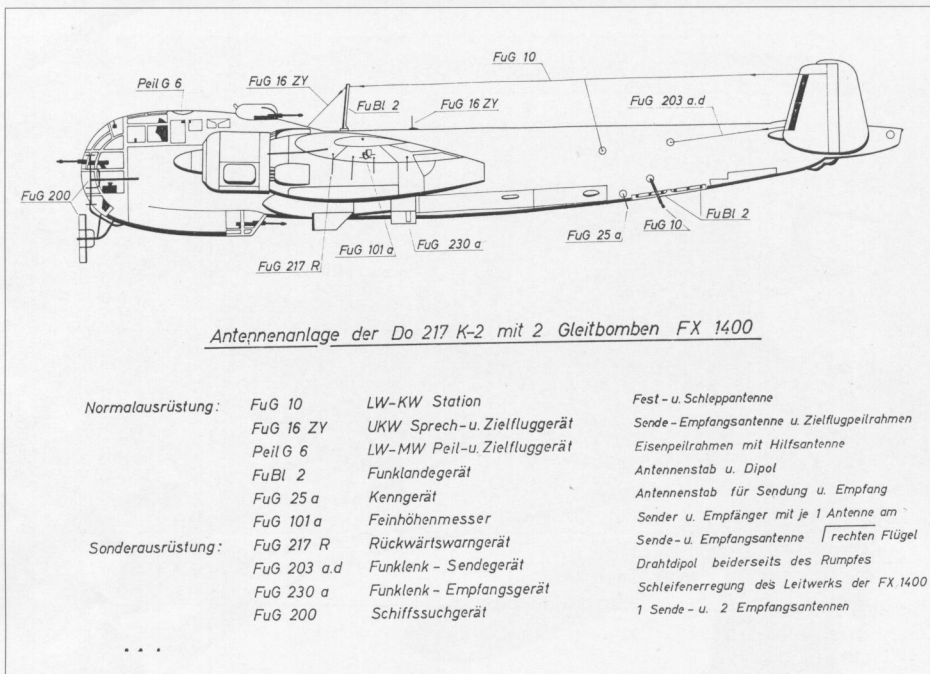 FuG 10
Peil G 6
FuG 16 ZY
FuBl 2
FuG 16 ZY
FuG 203 a.d
FuG 200
FuBl 2
FuG 10
FuG 25 a
FuG 230 a
FuG 101 a
FuG 217 R
Antennenanlage der Do 217 K-2 mit 2 Gleitbomben FX 1400
Normalausrüstung: FuG 10 LW-KW Station Fest- u. Schleppantenne
FuG 16 ZY UKW Sprech- u. Zielfluggerät Sende-Empfangsantenne u. Zielflugpeilrahmen
Peil G 6 LW-MW Peil- u. Zielfluggerät Eisenpeilrahmen mit Hilfsantenne
FuBl 2 Funklandegerät Antennenstab u. Dipol
FuG 25 a Kenngerät Antennenstab für Sendung u. Empfang
FuG 101 a Feinhöhenmesser Sender u. Empfänger mit je 1 Antenne am
rechten Flügel
Sonderausrüstung: FuG 217 R Rückwärtswarngerät Sende- u. Empfangsantenne
FuG 203 a.d Funklenk-Sendegerät Drahtdipol beiderseits des Rumpfes
FuG 230 a Funklenk-Empfangsgerät Schleifenerregung des Leitwerks der FX 1400
FuG 200 Schiffssuchgerät 1 Sende- u. 2 Empfangsantennen